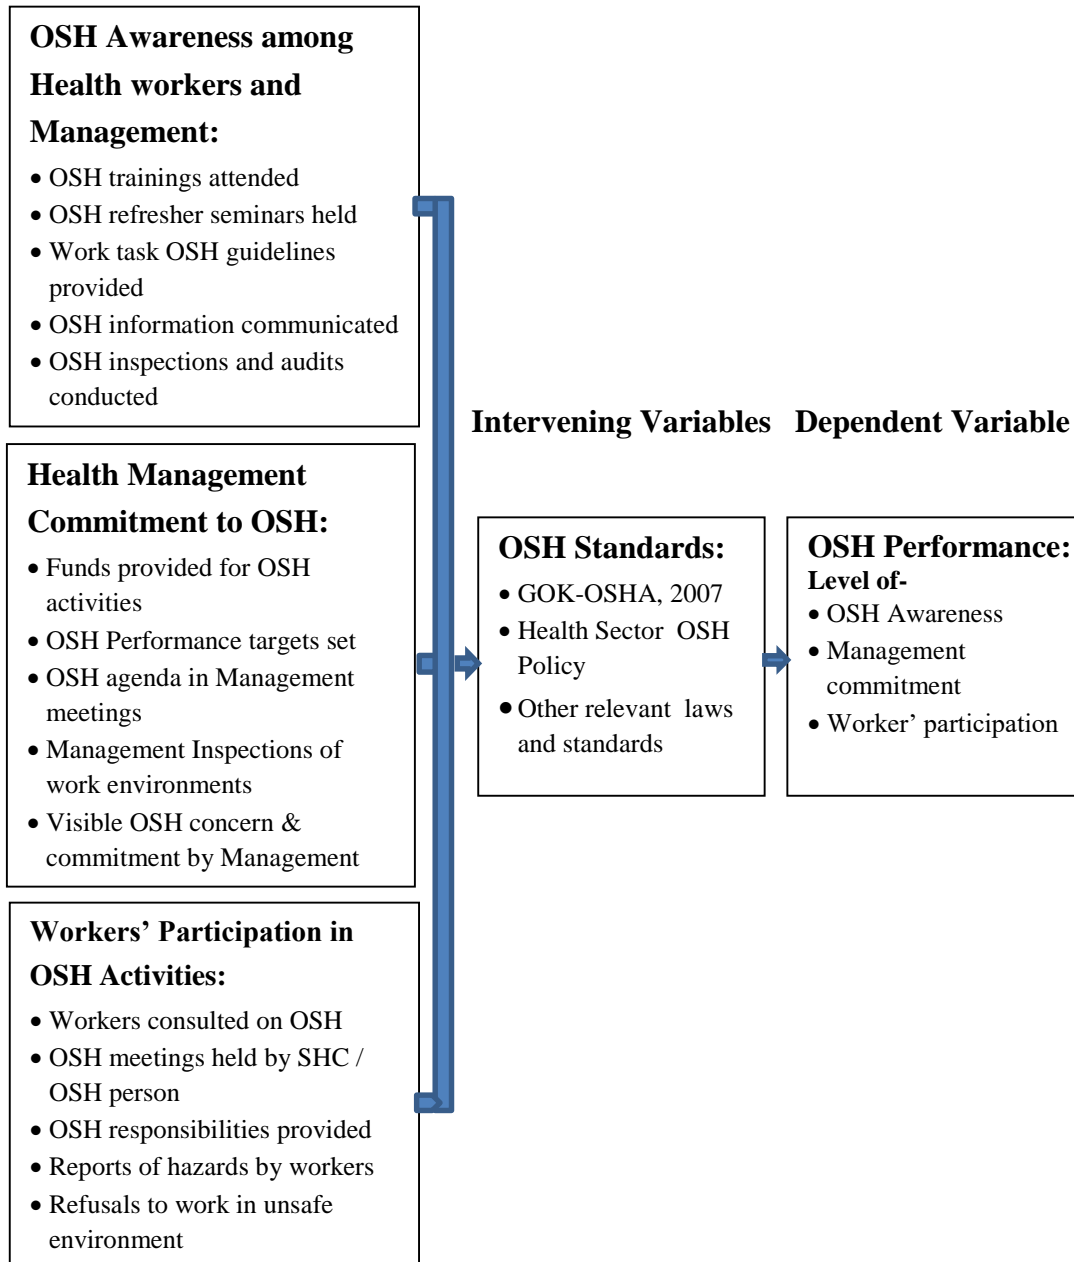 OSH Awareness among
Health workers and
Management:
• OSH trainings attended
• OSH refresher seminars held
• Work task OSH guidelines
provided
• OSH information communicated
• OSH inspections and audits
conducted
Health Management
Commitment to OSH:
• Funds provided for OSH
activities
• OSH Performance targets set
• OSH agenda in Management
meetings
• Management Inspections of
work environments
• Visible OSH concern &
commitment by Management
Workers’ Participation in
OSH Activities:
• Workers consulted on OSH
• OSH meetings held by SHC /
OSH person
• OSH responsibilities provided
• Reports of hazards by workers
• Refusals to work in unsafe
environment
Intervening Variables
OSH Standards:
• GOK-OSHA, 2007
• Health Sector OSH
Policy
• Other relevant laws
and standards
Dependent Variable
OSH Performance:
Level of-
• OSH Awareness
• Management
commitment
• Worker’ participation